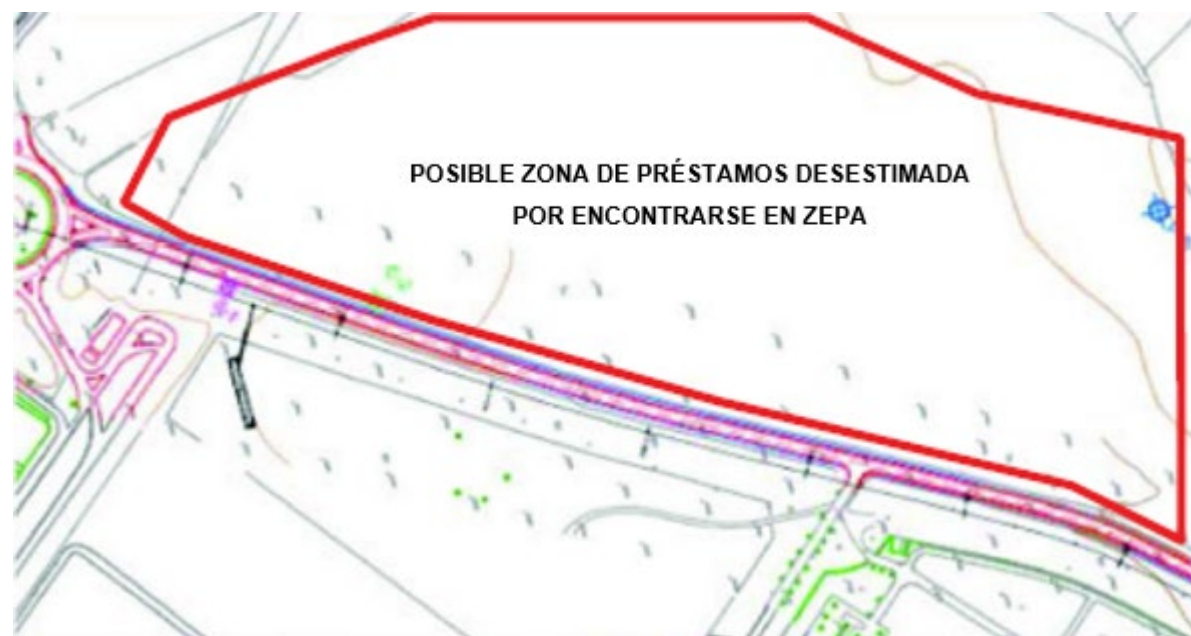 POSIBLE ZONA DE PRÉSTAMOS DESESTIMADA
POR ENCONTRARSE EN ZEPA